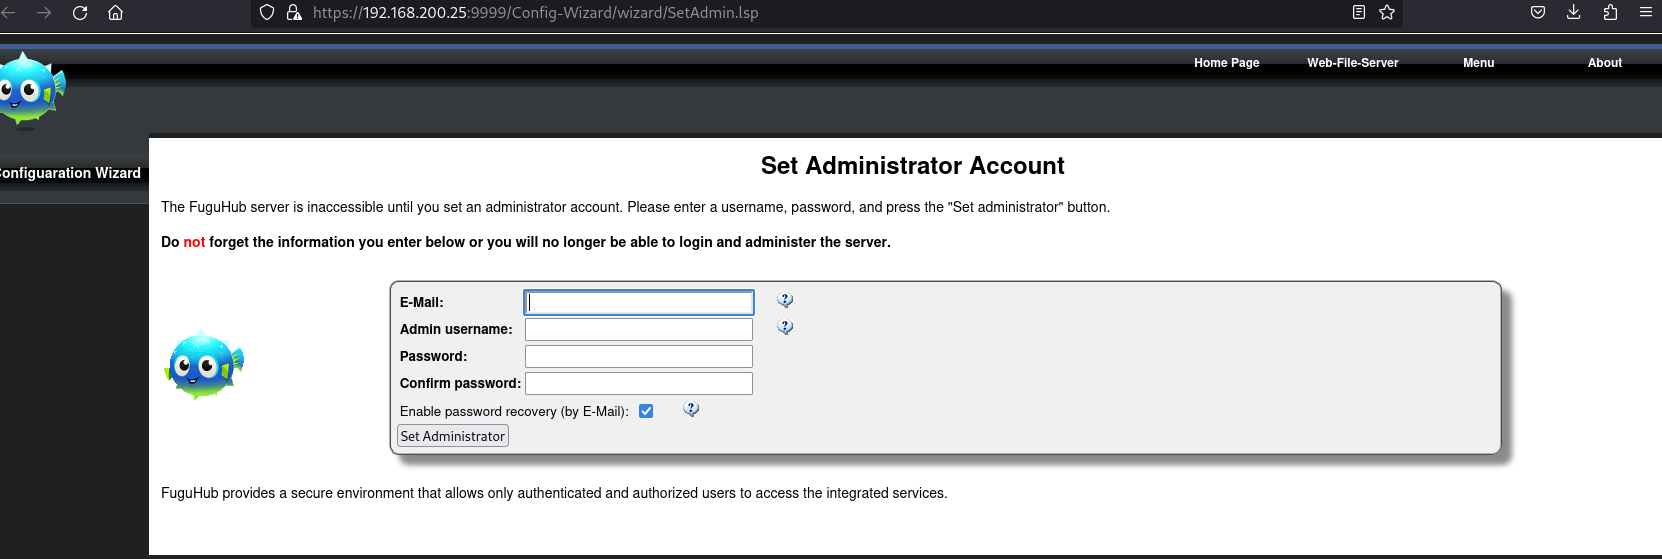 https://192.168.200.25:9999/Config-Wizard/wizard/SetAdmin.lsp
Home Page Web-File-Server Menu About
Configuaration Wizard
Set Administrator Account
The FuguHub server is inaccessible until you set an administrator account. Please enter a username, password, and press the "Set administrator" button.
Do not forget the information you enter below or you will no longer be able to login and administer the server.
E-Mail:
Admin username:
Password:
Confirm password:
Enable password recovery (by E-Mail):
Set Administrator
FuguHub provides a secure environment that allows only authenticated and authorized users to access the integrated services.